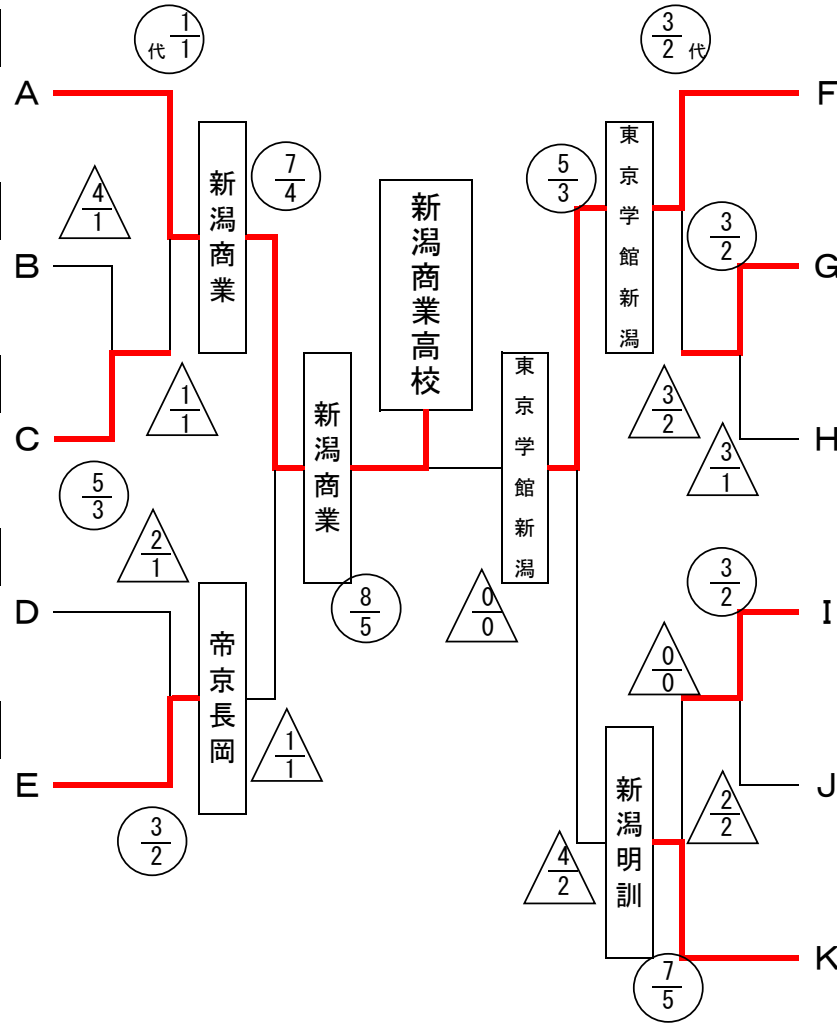 代 1/1
3/2 代
A
F
新潟商業
7/4
東京学館新潟
5/3
4/1
新潟商業高校
3/2
B
G
1/1
新潟商業
東京学館新潟
3/2
C
H
5/3
3/1
2/1
8/5
0/0
3/2
D
I
帝京長岡
0/0
1/1
E
J
新潟明訓
2/2
3/2
4/2
K
7/5